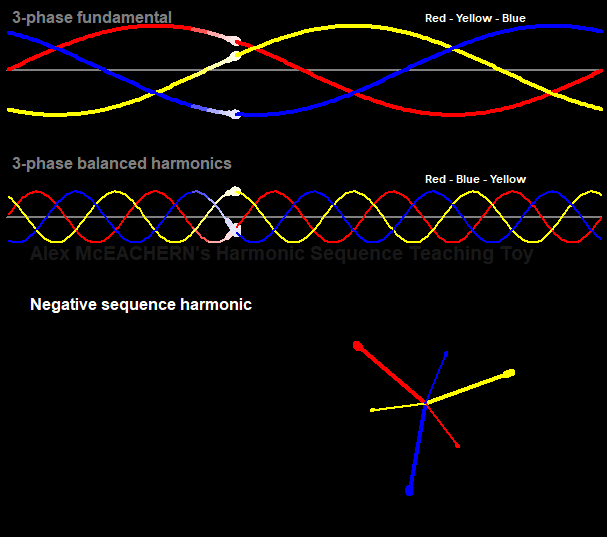 3-phase fundamental
Red - Yellow - Blue
3-phase balanced harmonics
Red - Blue - Yellow
Alex McEACHERN's Harmonic Sequence Teaching Toy
Negative sequence harmonic